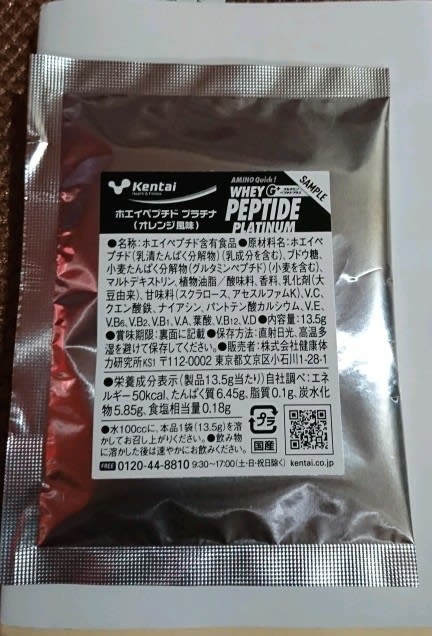 Kentai
Health & Fitness
ホエイペプチド プラチナ
(オレンジ風味)
AMINO Quick!
WHEY G+
PEPTIDE
PLATINUM
SAMPLE
●名称:ホエイペプチド含有食品●原材料名:ホエイペ
プチド(乳清たんぱく分解物)(乳成分を含む)、ブドウ糖、
小麦たんぱく分解物(グルタミンペプチド)(小麦を含む)、
マルトデキストリン、植物油脂／酸味料、香料、乳化剤(大
豆由来)、甘味料(スクラロース、アセスルファムK)、V.C、
クエン酸鉄、ナイアシン、パントテン酸カルシウム、V.E、
V.B6、V.B2、V.B1、V.A、葉酸、V.B12、V.D●内容量:13.5g
●賞味期限:裏面に記載●保存方法:直射日光、高温多
湿を避けて保存してください。●販売者:株式会社健康体
力研究所KS1 〒112-0002 東京都文京区小石川1-28-1
●栄養成分表示(製品13.5g当たり)自社調べ:エネ
ルギー50kcal、たんぱく質6.45g、脂質0.1g、炭水化
物5.85g、食塩相当量0.18g
●水100ccに、本品1袋(13.5g)を溶
かしてお召し上がりください。●飲み物
に溶かした後は速やかにお飲みください。
プラ
国産
FREE 0120-44-8810 9:30～17:00(土・日・祝日除く)
kentai.co.jp